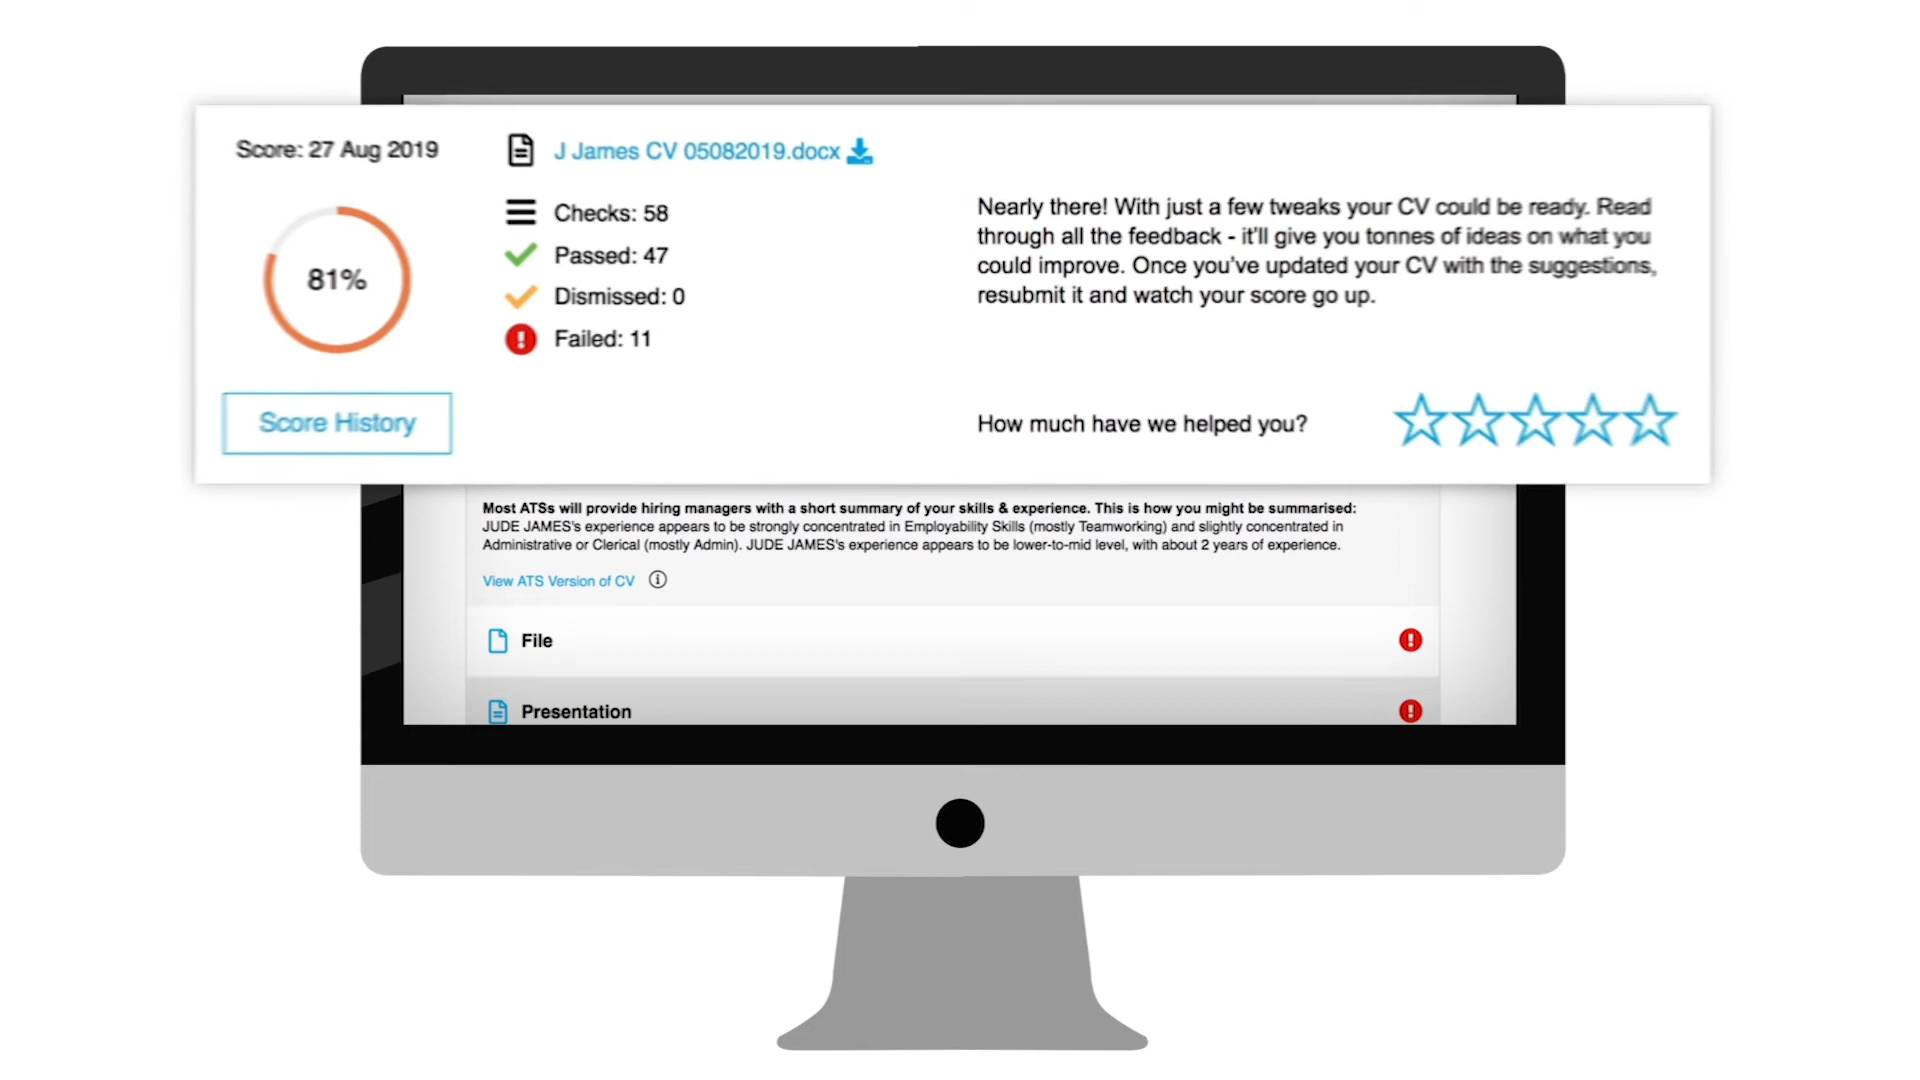 Score: 27 Aug 2019
J James CV 05082019.docx
81%
Checks: 58
Passed: 47
Dismissed: 0
Failed: 11
Nearly there! With just a few tweaks your CV could be ready. Read
through all the feedback - it'll give you tonnes of ideas on what you
could improve. Once you've updated your CV with the suggestions,
resubmit it and watch your score go up.
Score History
How much have we helped you?
Most ATSs will provide hiring managers with a short summary of your skills & experience. This is how you might be summarised:
JUDE JAMES's experience appears to be strongly concentrated in Employability Skills (mostly Teamworking) and slightly concentrated in
Administrative or Clerical (mostly Admin). JUDE JAMES's experience appears to be lower-to-mid level, with about 2 years of experience.
View ATS Version of CV
File
Presentation